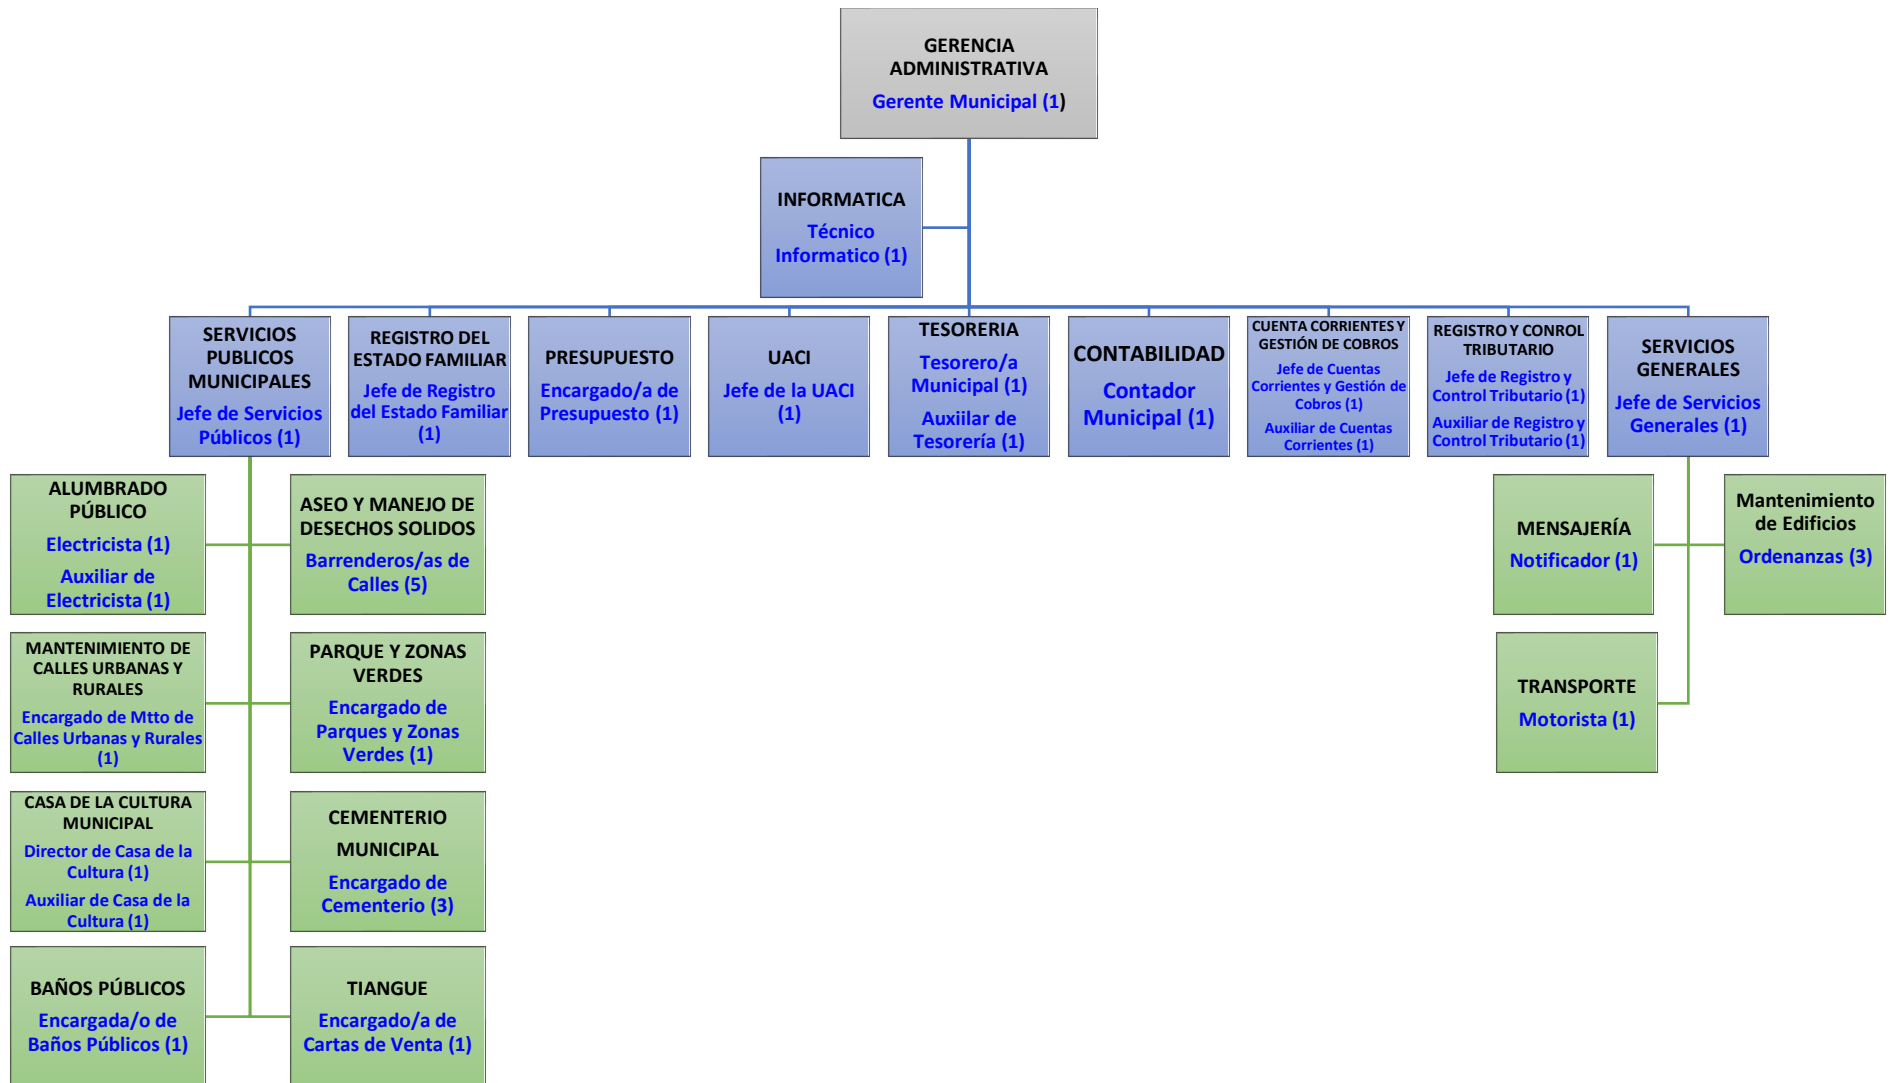 GERENCIA
ADMINISTRATIVA
Gerente Municipal (1)
INFORMATICA
Técnico
Informatico (1)
SERVICIOS
PUBLICOS
MUNICIPALES
Jefe de Servicios
Públicos (1)
REGISTRO DEL
ESTADO FAMILIAR
Jefe de Registro
del Estado Familiar
(1)
PRESUPUESTO
Encargado/a de
Presupuesto (1)
UACI
Jefe de la UACI
(1)
TESORERIA
Tesorero/a
Municipal (1)
Auxiilar de
Tesorería (1)
CONTABILIDAD
Contador
Municipal (1)
CUENTA CORRIENTES Y
GESTIÓN DE COBROS
Jefe de Cuentas
Corrientes y Gestión de
Cobros (1)
Auxiliar de Cuentas
Corrientes (1)
REGISTRO Y CONROL
TRIBUTARIO
Jefe de Registro y
Control Tributario (1)
Auxiliar de Registro y
Control Tributario (1)
SERVICIOS
GENERALES
Jefe de Servicios
Generales (1)
ALUMBRADO
PÚBLICO
Electricista (1)
Auxiliar de
Electricista (1)
ASEO Y MANEJO DE
DESECHOS SOLIDOS
Barrenderos/as de
Calles (5)
MENSAJERÍA
Notificador (1)
Mantenimiento
de Edificios
Ordenanzas (3)
MANTENIMIENTO DE
CALLES URBANAS Y
RURALES
Encargado de Mtto de
Calles Urbanas y Rurales
(1)
PARQUE Y ZONAS
VERDES
Encargado de
Parques y Zonas
Verdes (1)
TRANSPORTE
Motorista (1)
CASA DE LA CULTURA
MUNICIPAL
Director de Casa de la
Cultura (1)
Auxiliar de Casa de la
Cultura (1)
CEMENTERIO
MUNICIPAL
Encargado de
Cementerio (3)
BAÑOS PÚBLICOS
Encargada/o de
Baños Públicos (1)
TIANGUE
Encargado/a de
Cartas de Venta (1)